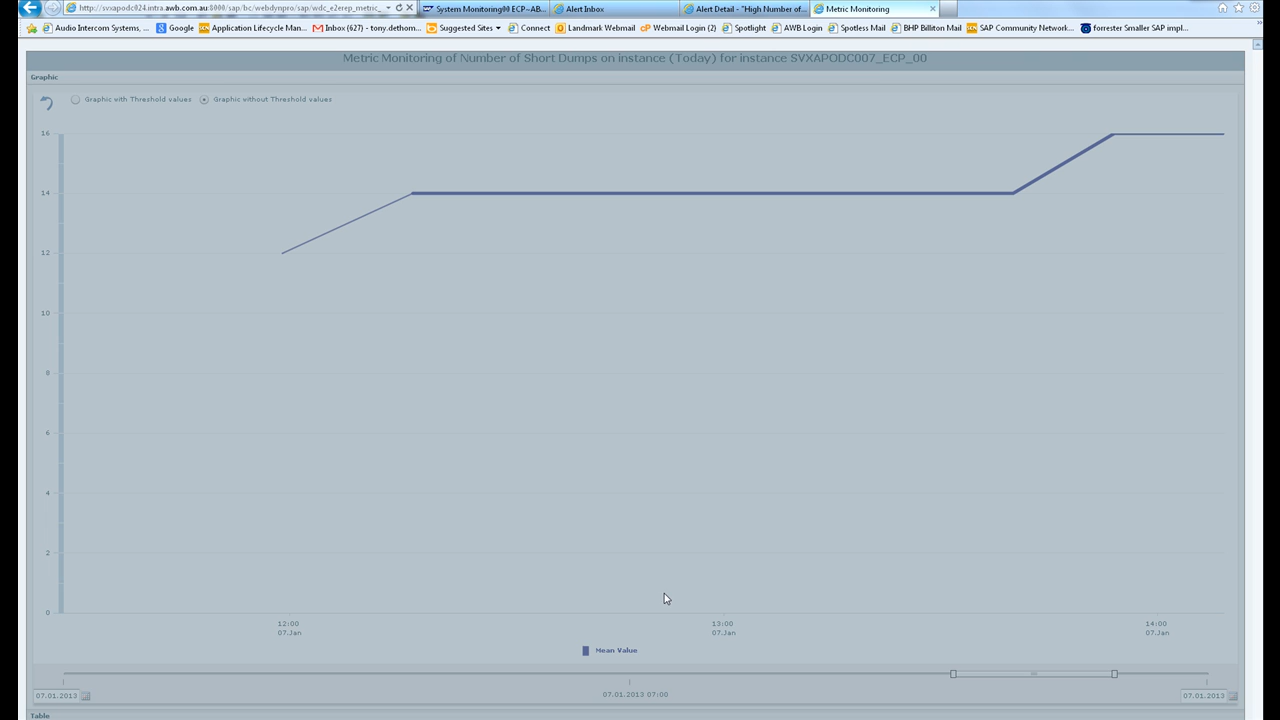 http://svxapodc024.intra.awb.com.au:8000/sap/bc/webdynpro/sap/wdc_e2erep_metric_
System Monitoring00 ECP~AB...
Alert Inbox
Alert Detail - "High Number of...
Metric Monitoring
Audio Intercom Systems, ...
Google
Application Lifecycle Man...
Inbox (627) - tony.dethom...
Suggested Sites
Connect
Landmark Webmail
Webmail Login (2)
Spotlight
AWB Login
Spotless Mail
BHP Billiton Mail
SAP Community Network...
forrester Smaller SAP impl...
Metric Monitoring of Number of Short Dumps on instance (Today) for instance SVXAPODC007_ECP_00
Graphic
Graphic with Threshold values
Graphic without Threshold values
16
14
12
10
8
6
4
2
0
12:00
07.Jan
13:00
07.Jan
14:00
07.Jan
Mean Value
07.01.2013
07.01.2013 07:00
07.01.2013
Table